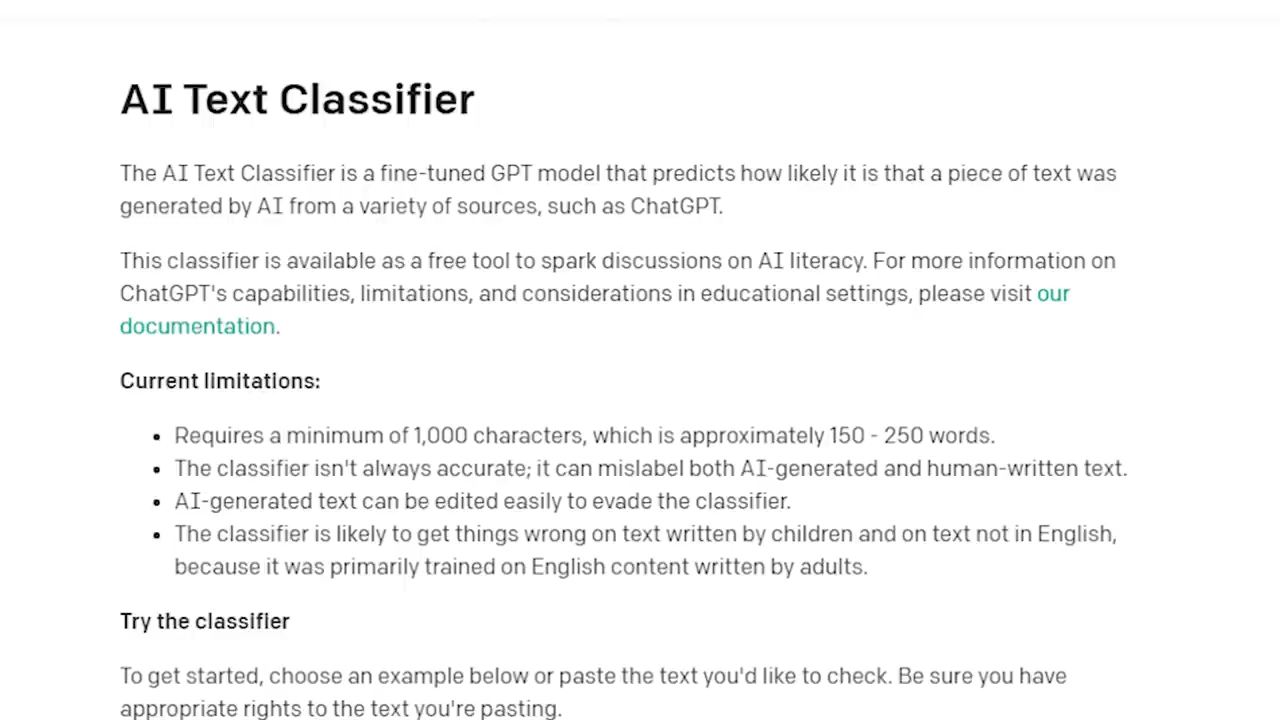 AI Text Classifier
The AI Text Classifier is a fine-tuned GPT model that predicts how likely it is that a piece of text was
generated by AI from a variety of sources, such as ChatGPT.
This classifier is available as a free tool to spark discussions on AI literacy. For more information on
ChatGPT's capabilities, limitations, and considerations in educational settings, please visit our
documentation.
Current limitations:
• Requires a minimum of 1,000 characters, which is approximately 150 - 250 words.
• The classifier isn't always accurate; it can mislabel both AI-generated and human-written text.
• AI-generated text can be edited easily to evade the classifier.
• The classifier is likely to get things wrong on text written by children and on text not in English,
because it was primarily trained on English content written by adults.
Try the classifier
To get started, choose an example below or paste the text you'd like to check. Be sure you have
appropriate rights to the text you're pasting.